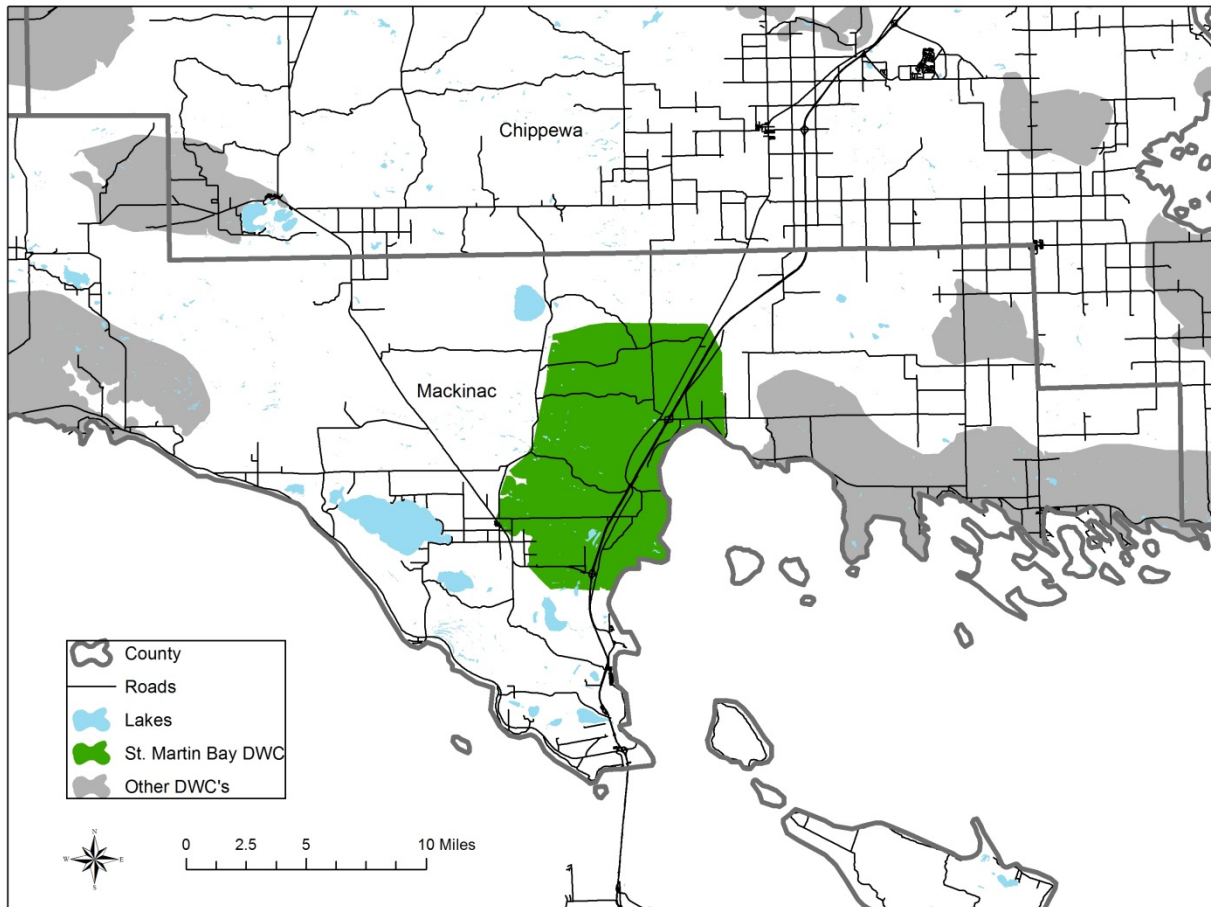 Chippewa
Mackinac
County
Roads
Lakes
St. Martin Bay DWC
Other DWC's
N
W E
S
0 2.5 5 10 Miles